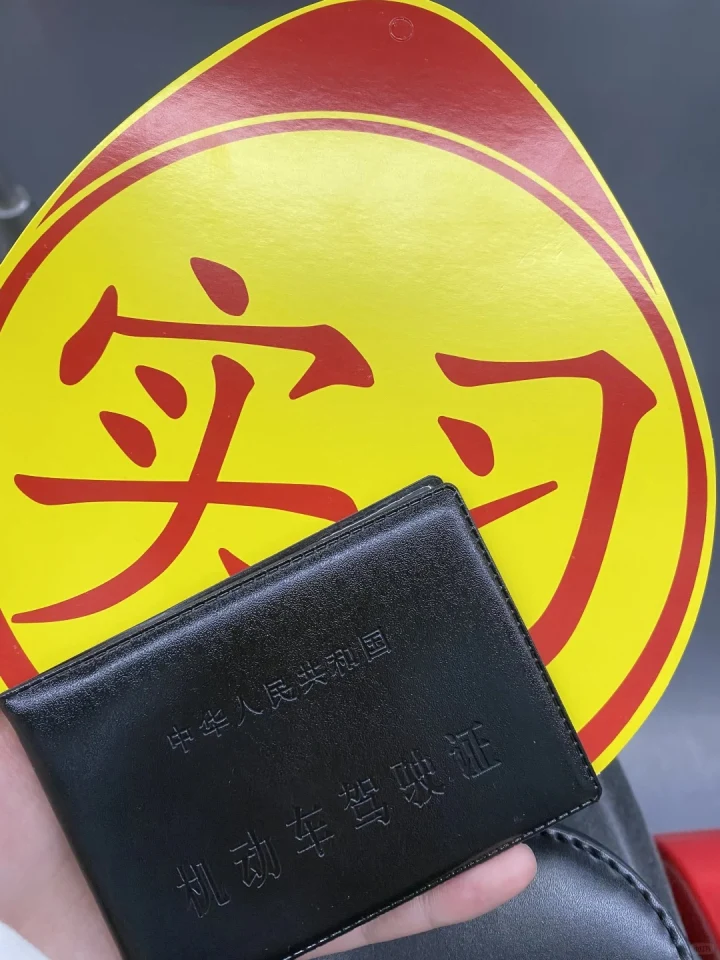 实习
中华人民共和国
机动车驾驶证